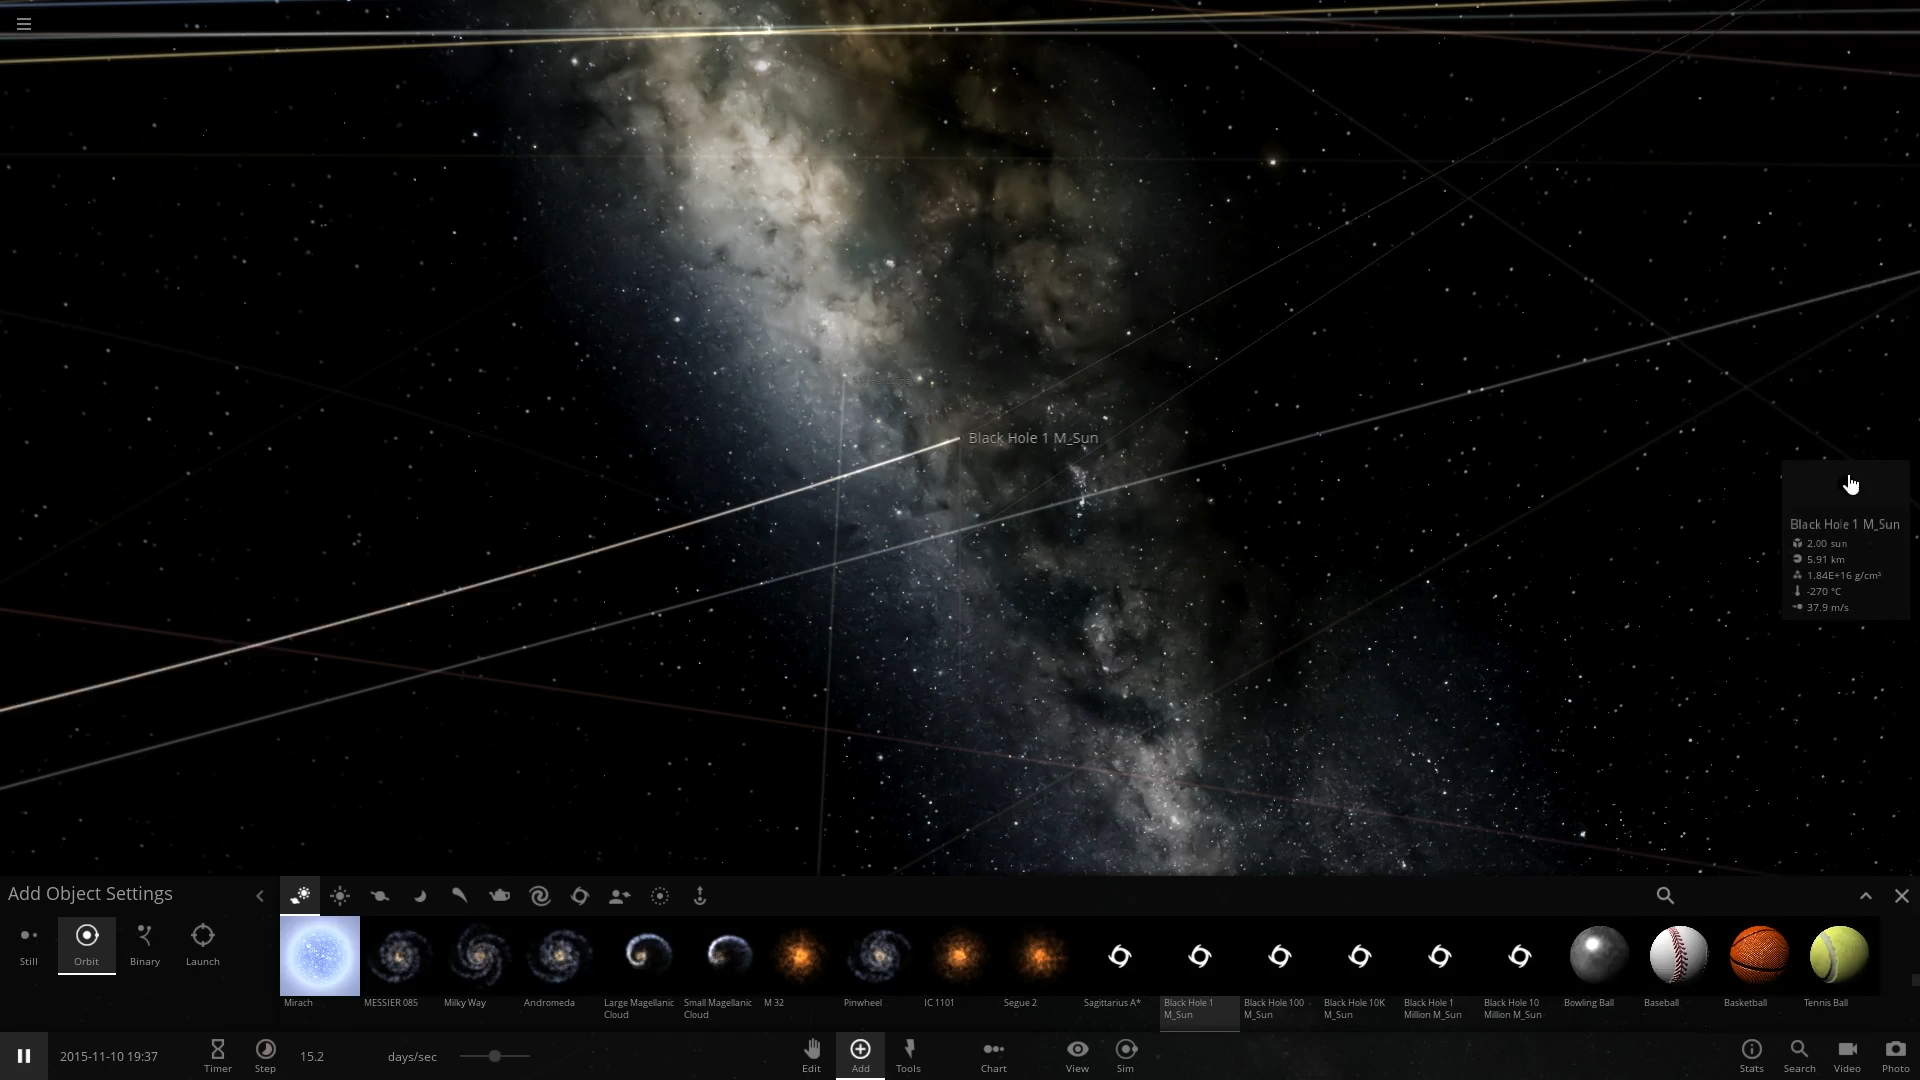 Black Hole 1 M_Sun
Black Hole 1 M_Sun
2.00 sun
5.91 km
1.84E+16 g/cm³
-270 °C
37.9 m/s
Add Object Settings
Still
Orbit
Binary
Launch
Mirach
MESSIER 085
Milky Way
Andromeda
Large Magellanic
Cloud
Small Magellanic
Cloud
M 32
Pinwheel
IC 1101
Segue 2
Sagittarius A*
Black Hole 1
M_Sun
Black Hole 100
M_Sun
Black Hole 10K
M_Sun
Black Hole 1
Million M_Sun
Black Hole 10
Million M_Sun
Bowling Ball
Baseball
Basketball
Tennis Ball
2015-11-10 19:37
Timer
Step
15.2
days/sec
Edit
Add
Tools
Chart
View
Sim
Stats
Search
Video
Photo